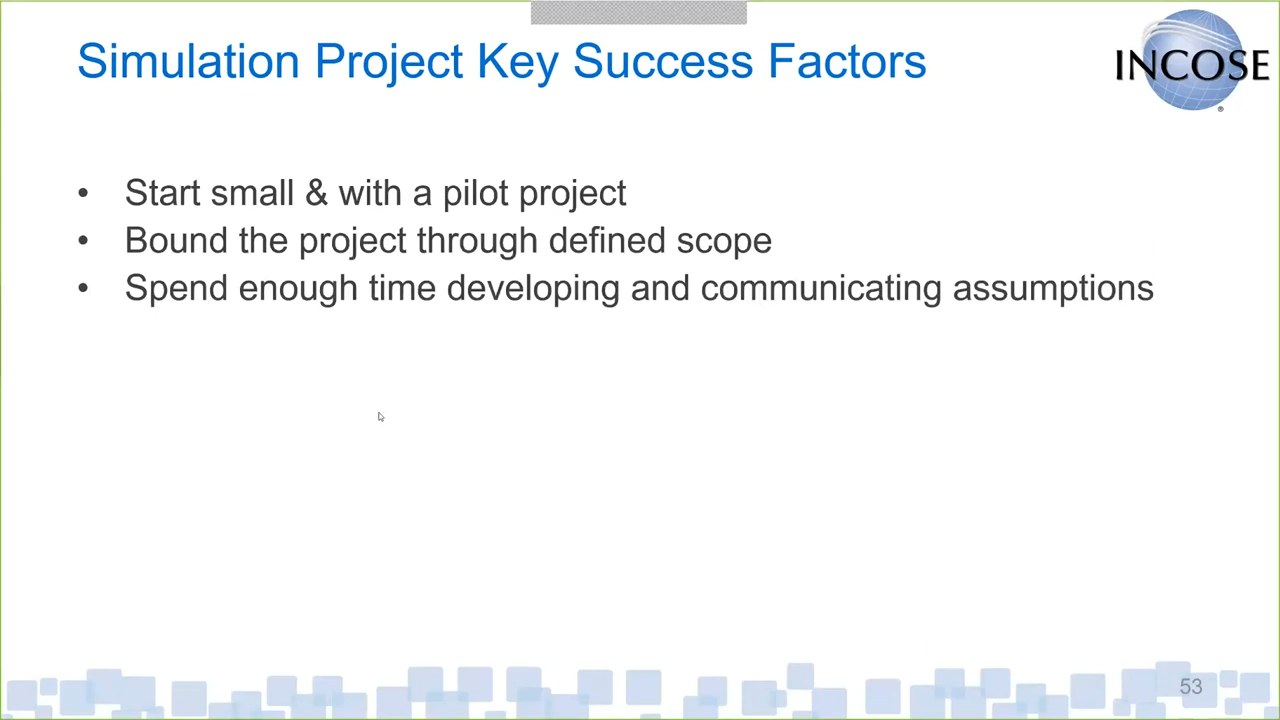 Simulation Project Key Success Factors
INCOSE
®
• Start small & with a pilot project
• Bound the project through defined scope
• Spend enough time developing and communicating assumptions
53